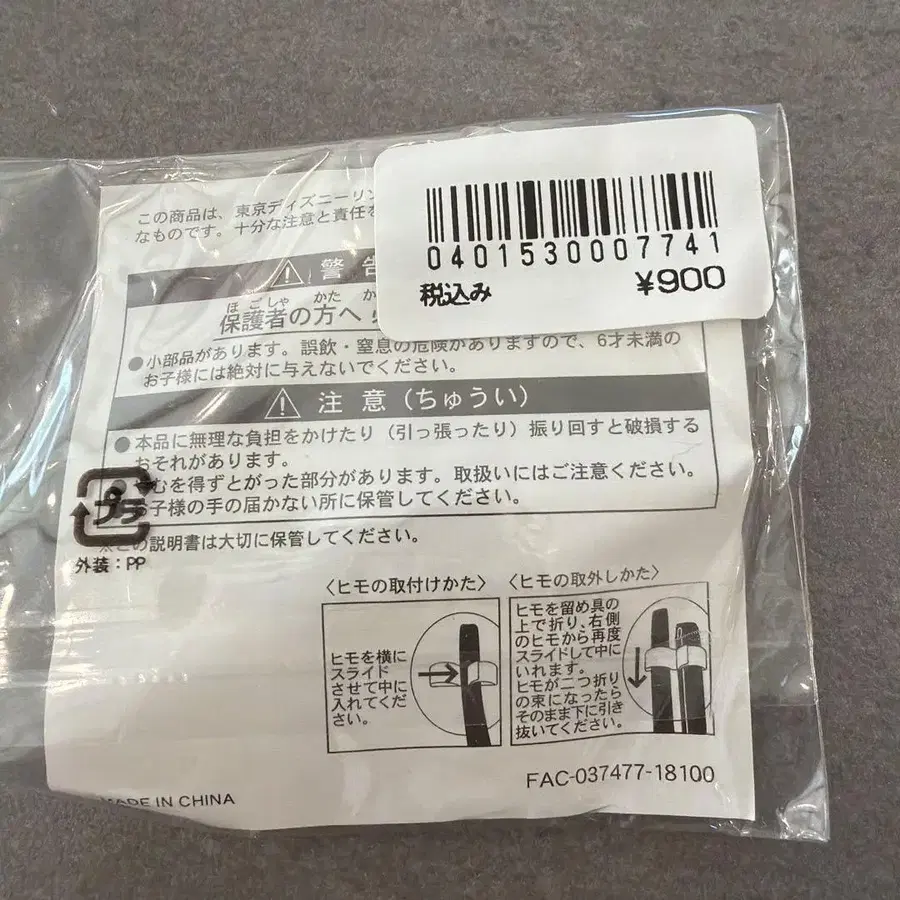 0401530007741
税込み ¥900
この商品は、東京ディズニーリン
なものです。十分な注意と責任を
警告
ほごしゃ かた
保護者の方へ
●小部品があります。誤飲・窒息の危険がありますので、6才未満の
お子様には絶対に与えないでください。
注意(ちゅうい)
●本品に無理な負担をかけたり(引っ張ったり)振り回すと破損する
おそれがあります。
むを得ずとがった部分があります。取扱いにはご注意ください。
お子様の手の届かない所に保管してください。
プラ
の説明書は大切に保管してください。
外装:PP
〈ヒモの取付けかた〉
ヒモを横に
スライド
させて中に
入れてくだ
さい。
〈ヒモの取外しかた〉
ヒモを留め具の
上で折り、右側
のヒモから再度
スライドして中に
いれます。
ヒモが二つ折り
の束になったら
そのまま下に引き
抜いてください。
FAC-037477-18100
MADE IN CHINA